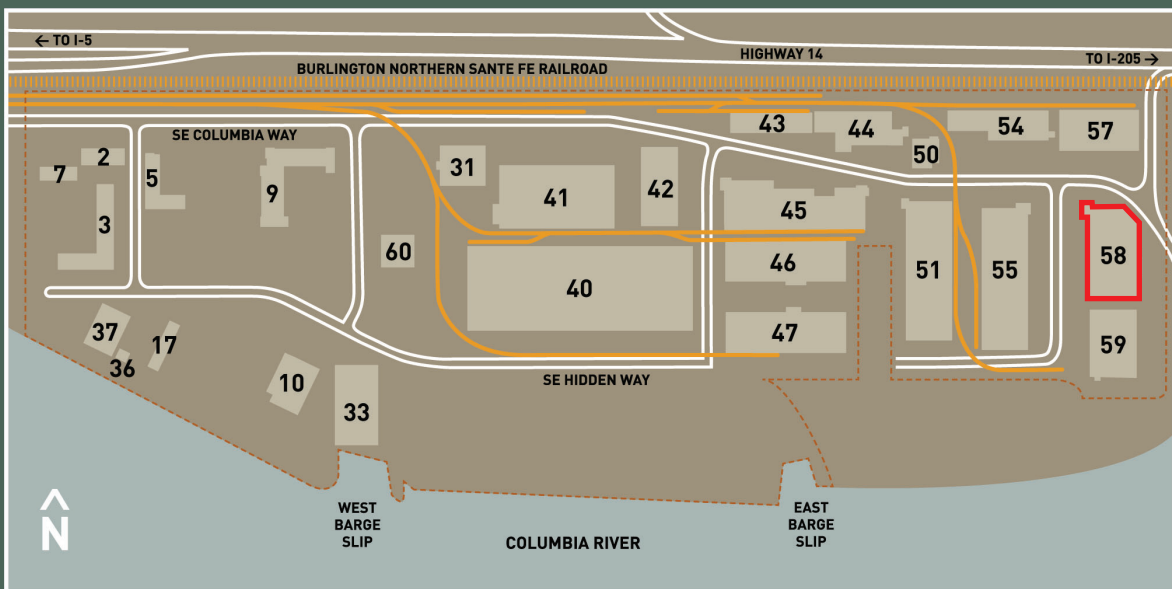 ← TO I-5
HIGHWAY 14
TO I-205 →
BURLINGTON NORTHERN SANTE FE RAILROAD
SE COLUMBIA WAY
43
44
54
57
50
2
7
5
9
31
41
42
3
45
60
46
51
55
58
40
37
17
36
47
59
10
33
SE HIDDEN WAY
N
WEST
BARGE
SLIP
EAST
BARGE
SLIP
COLUMBIA RIVER